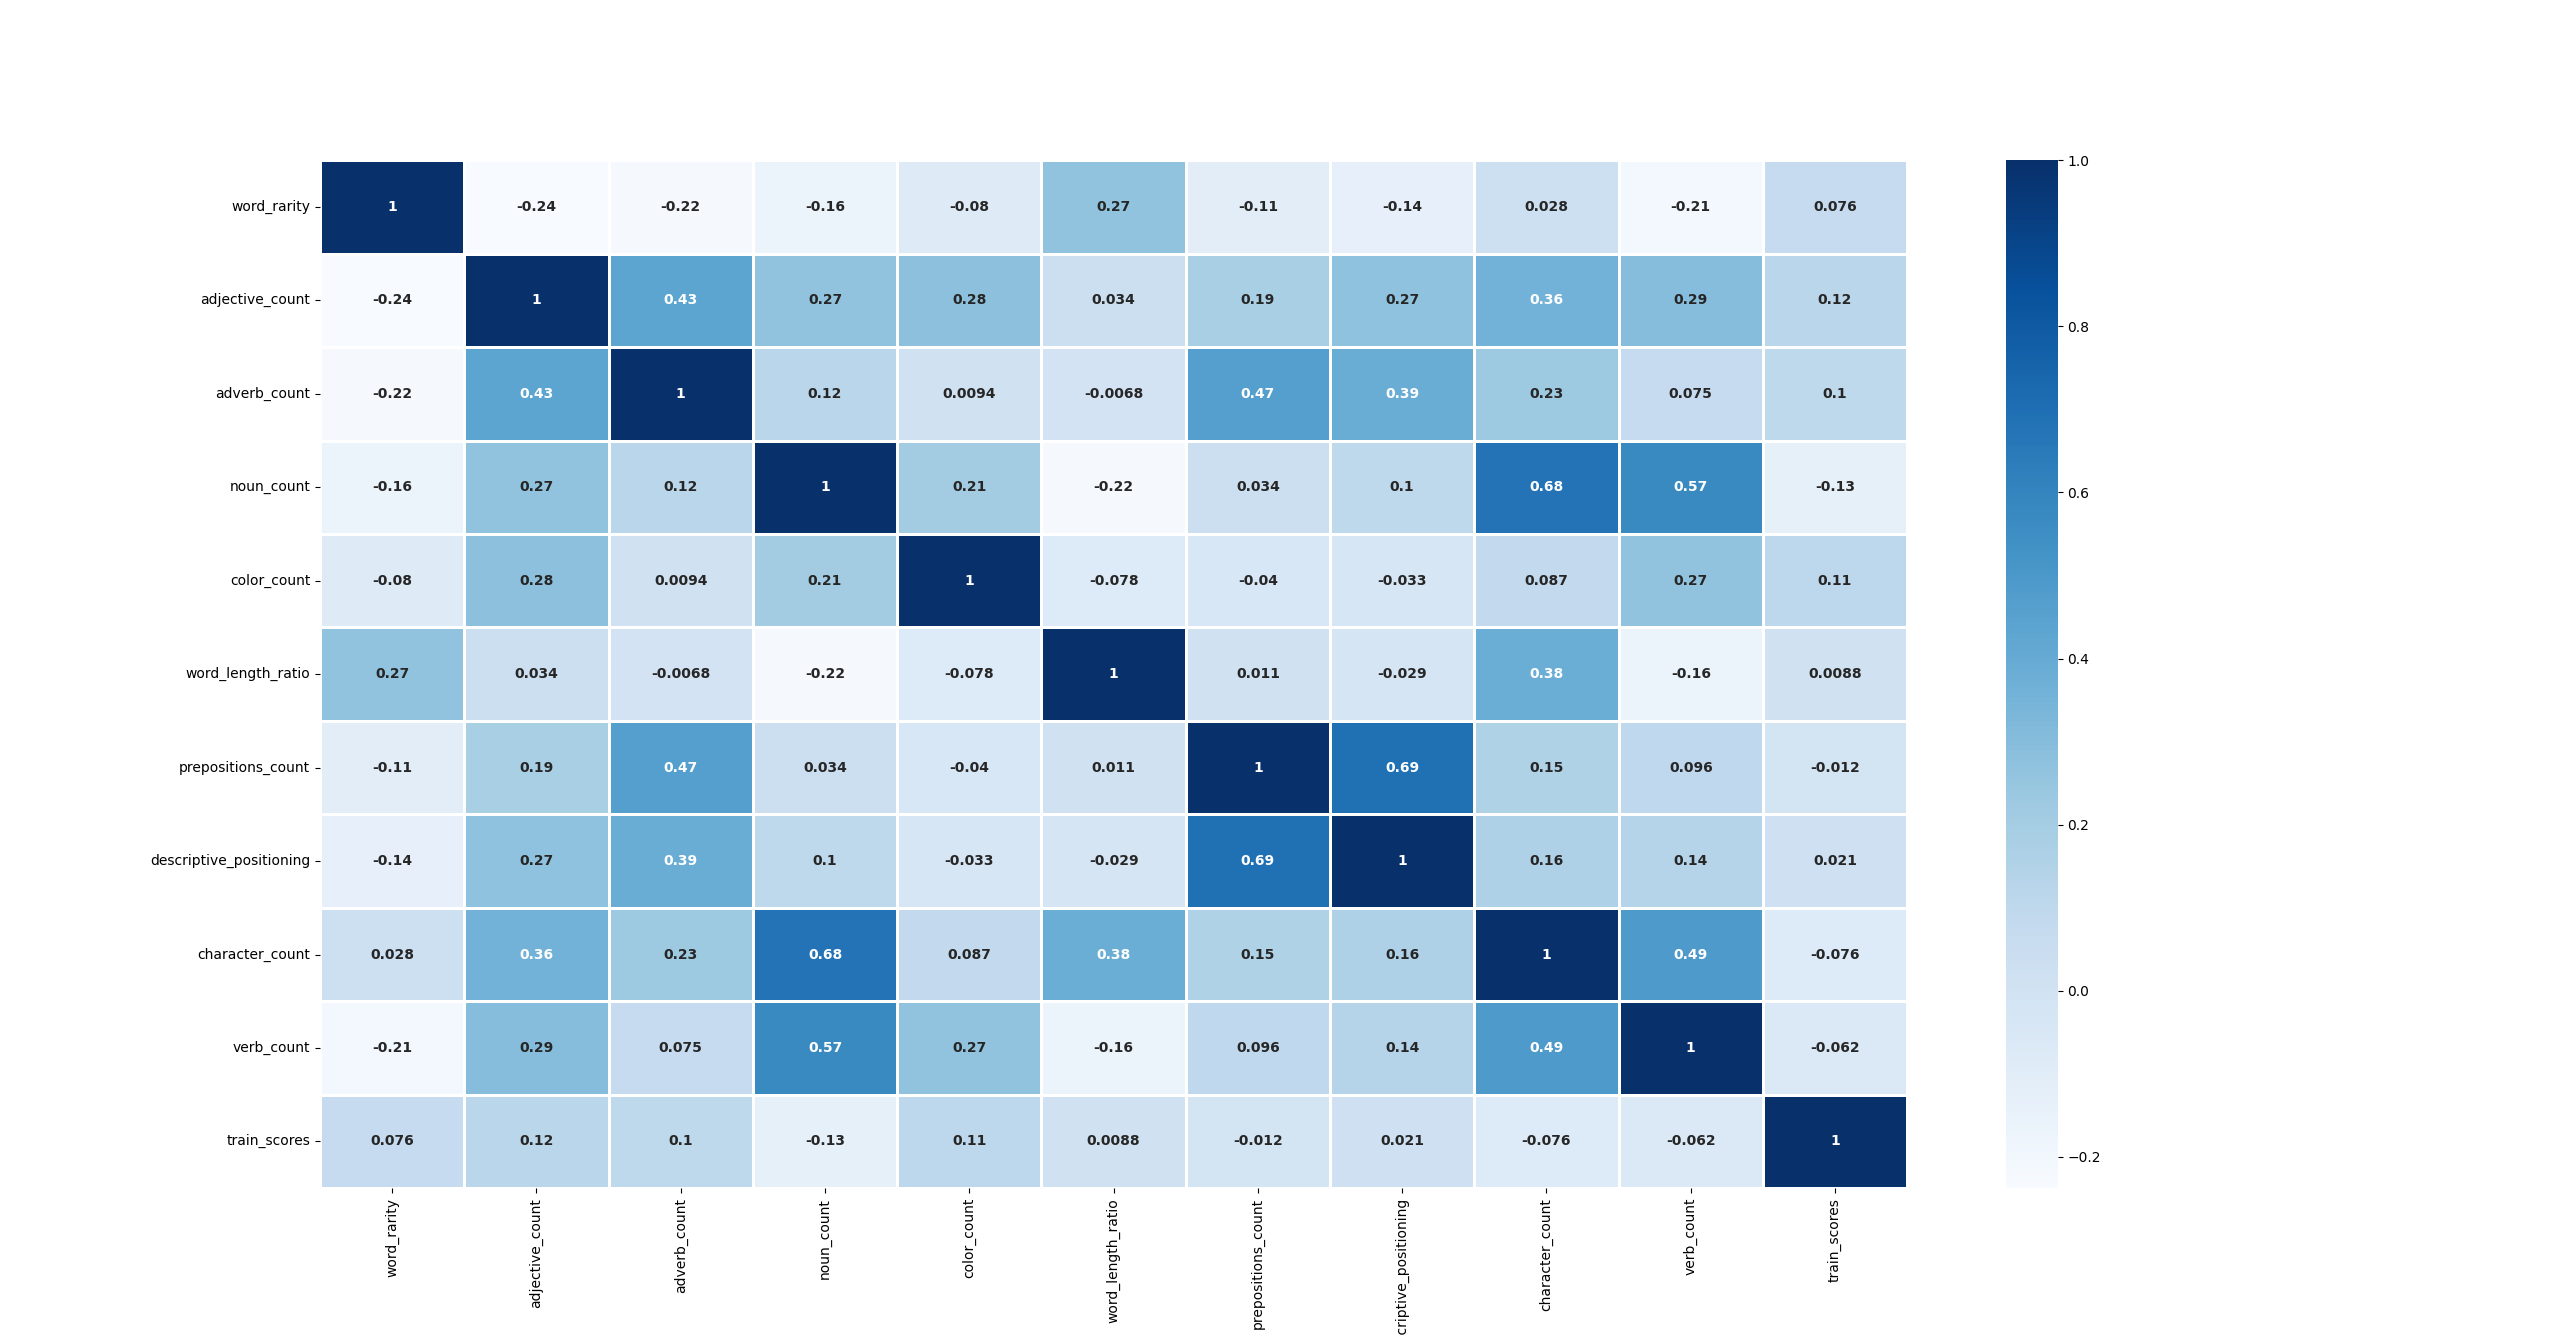 word_rarity 1 -0.24 -0.22 -0.16 -0.08 0.27 -0.11 -0.14 0.028 -0.21 0.076
adjective_count -0.24 1 0.43 0.27 0.28 0.034 0.19 0.27 0.36 0.29 0.12
adverb_count -0.22 0.43 1 0.12 0.0094 -0.0068 0.47 0.39 0.23 0.075 0.1
noun_count -0.16 0.27 0.12 1 0.21 -0.22 0.034 0.1 0.68 0.57 -0.13
color_count -0.08 0.28 0.0094 0.21 1 -0.078 -0.04 -0.033 0.087 0.27 0.11
word_length_ratio 0.27 0.034 -0.0068 -0.22 -0.078 1 0.011 -0.029 0.38 -0.16 0.0088
prepositions_count -0.11 0.19 0.47 0.034 -0.04 0.011 1 0.69 0.15 0.096 -0.012
descriptive_positioning -0.14 0.27 0.39 0.1 -0.033 -0.029 0.69 1 0.16 0.14 0.021
character_count 0.028 0.36 0.23 0.68 0.087 0.38 0.15 0.16 1 0.49 -0.076
verb_count -0.21 0.29 0.075 0.57 0.27 -0.16 0.096 0.14 0.49 1 -0.062
train_scores 0.076 0.12 0.1 -0.13 0.11 0.0088 -0.012 0.021 -0.076 -0.062 1
word_rarity
adjective_count
adverb_count
noun_count
color_count
word_length_ratio
prepositions_count
criptive_positioning
character_count
verb_count
train_scores
1.0
0.8
0.6
0.4
0.2
0.0
−0.2